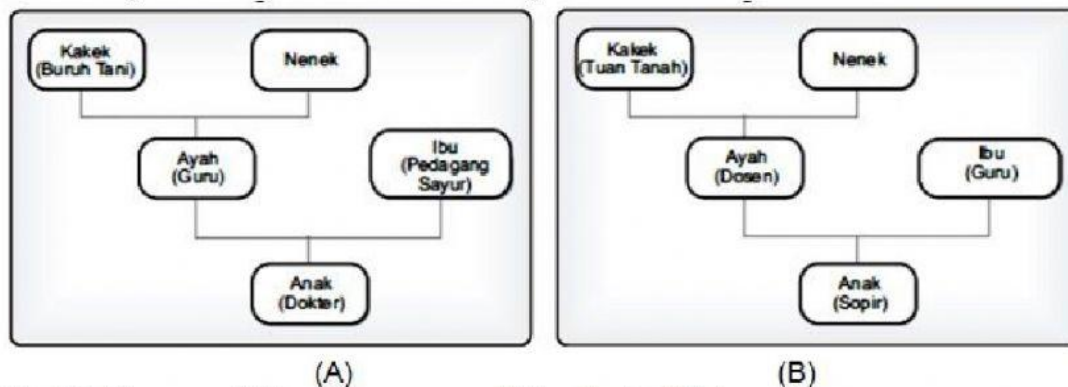 Kakek
(Buruh Tani)
Nenek
Ayah
(Guru)
Ibu
(Pedagang
Sayur)
Anak
(Dokter)
(A)
Kakek
(Tuan Tanah)
Nenek
Ayah
(Dosen)
Ibu
(Guru)
Anak
(Sopir)
(B)